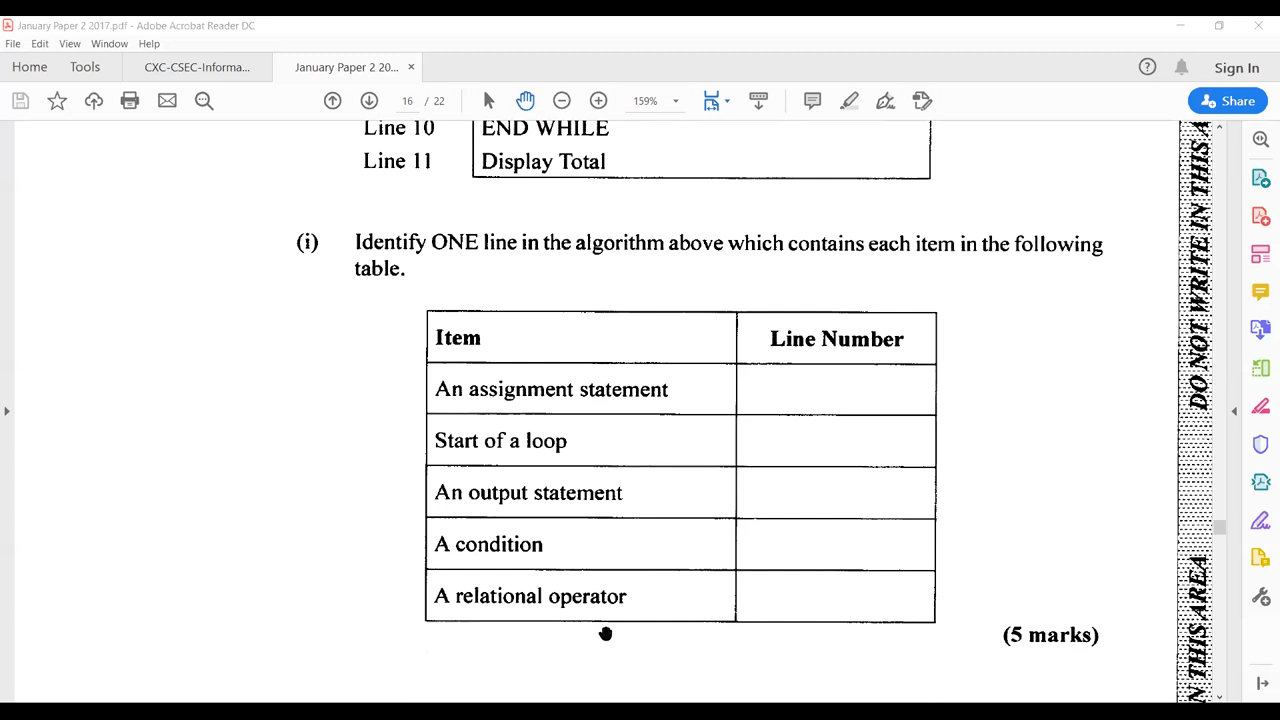 January Paper 2 2017.pdf - Adobe Acrobat Reader DC
File Edit View Window Help
Home Tools CXC-CSEC-Informa... January Paper 2 20... ×
16 / 22 159% Sign In Share
Line 10 END WHILE
Line 11 Display Total
(i) Identify ONE line in the algorithm above which contains each item in the following
table.
Item Line Number
An assignment statement
Start of a loop
An output statement
A condition
A relational operator
(5 marks)
DO NOT WRITE IN THIS A
N THIS AREA